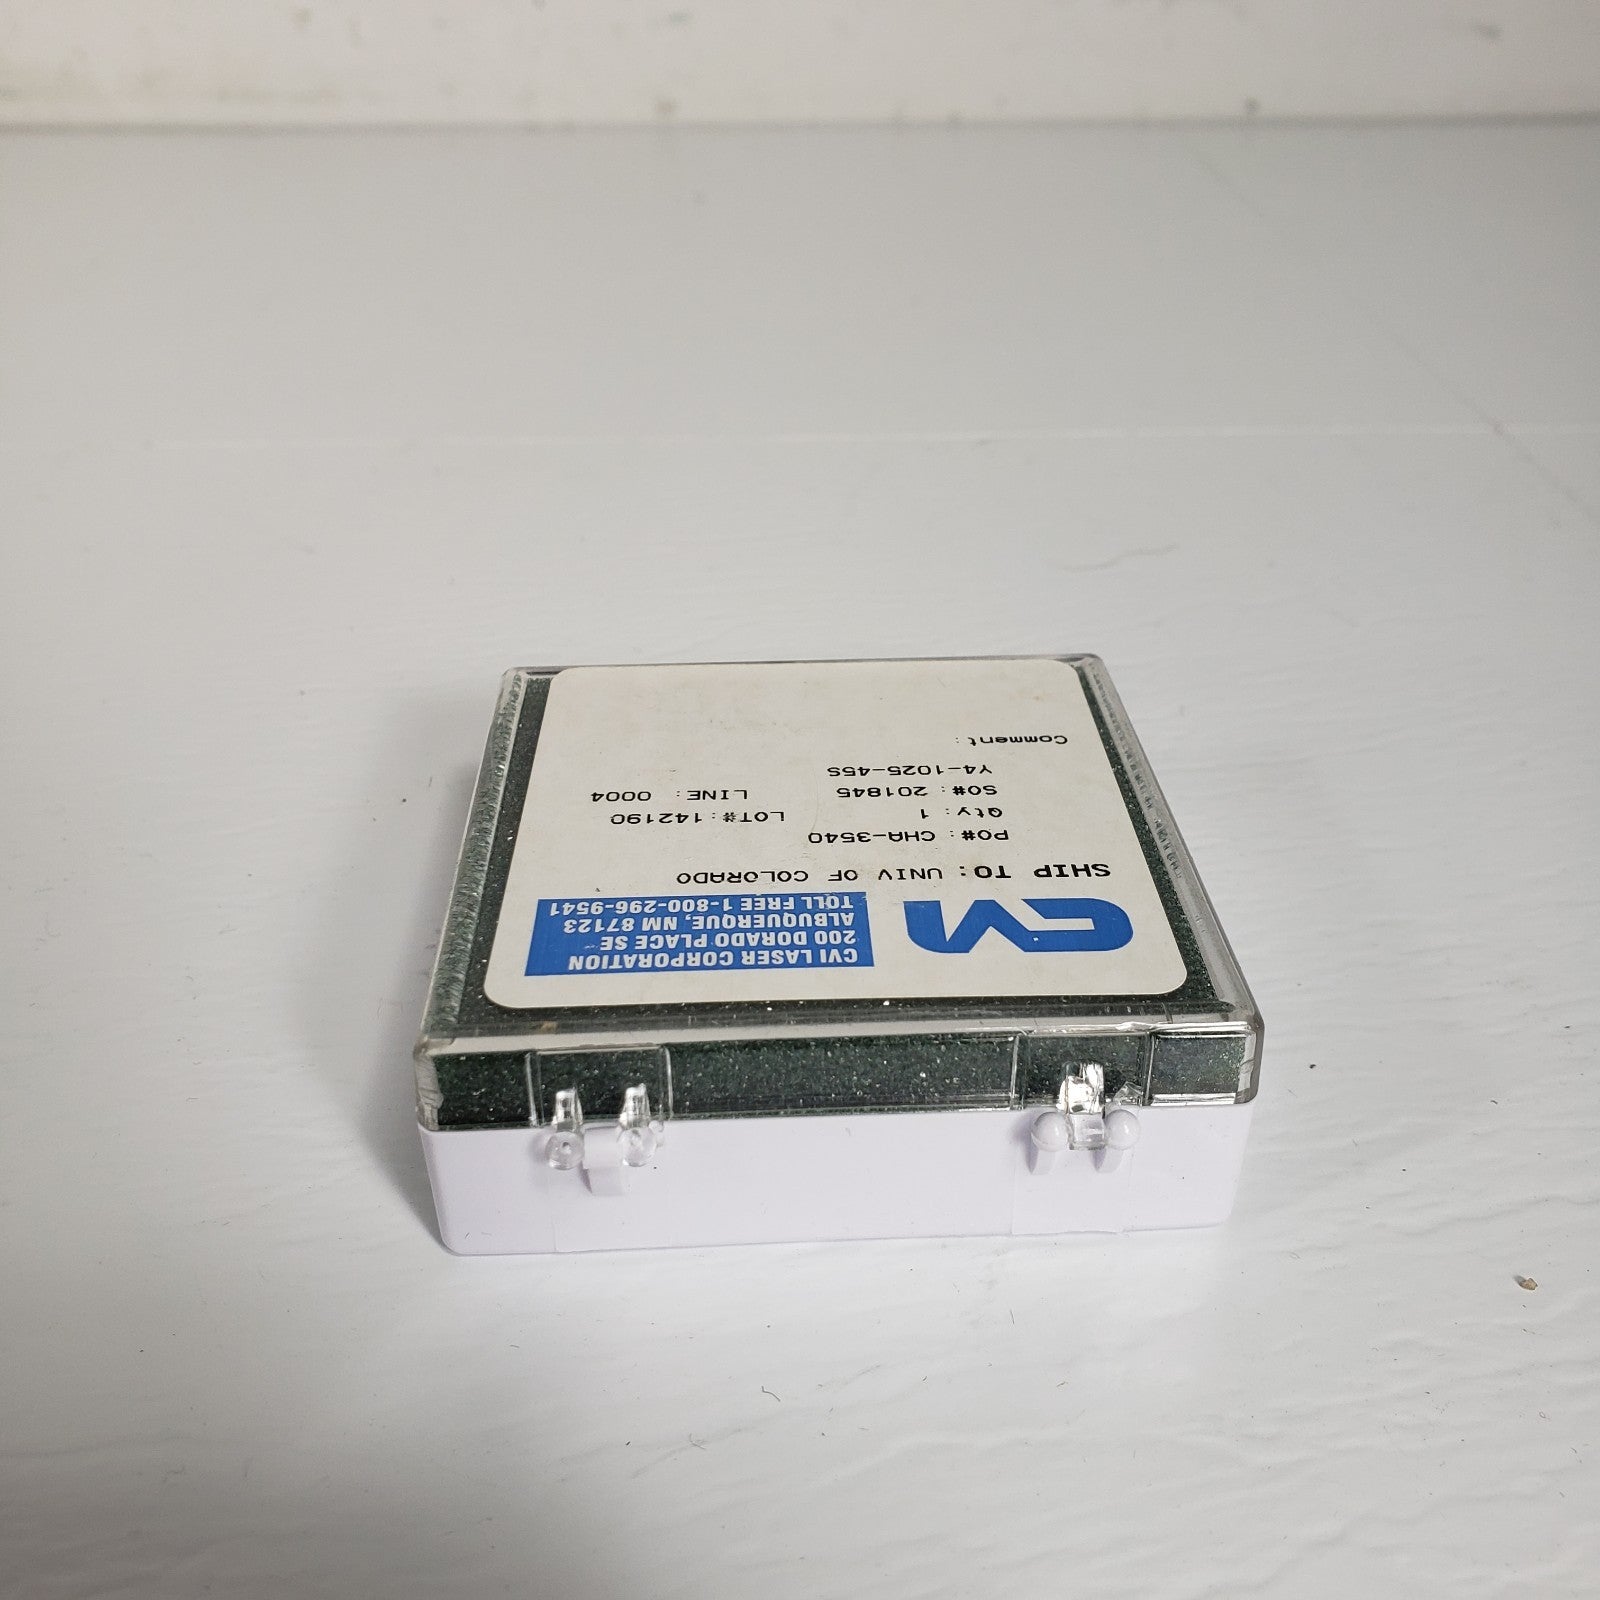 CVI
CVI LASER CORPORATION
200 DORADO PLACE SE
ALBUQUERQUE, NM 87123
TOLL FREE 1-800-296-9541
SHIP TO: UNIV OF COLORADO
PO#: CHA-3540
Qty: 1 LOT#:142190
SO#: 201845 LINE: 0004
Y4-1025-45S
Comment: